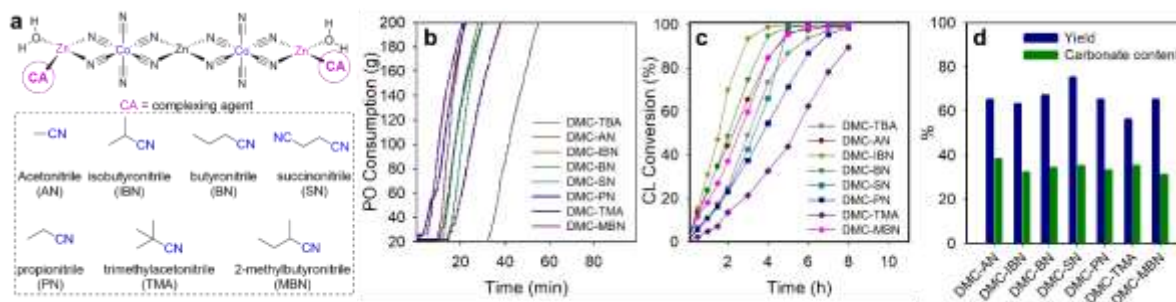 a
N N N N
H O H Zn N N Co N N Zn N N Co N N Zn H O H
CA N N N N CA
CA = complexing agent
CN
CN
CN
NC CN
Acetonitrile
(AN)
isobutyronitrile
(IBN)
butyronitrile
(BN)
succinonitrile
(SN)
CN
CN
CN
propionitrile
(PN)
trimethylacetonitrile
(TMA)
2-methylbutyronitrile
(MBN)
b
PO Consumption (g)
200
180
160
140
120
100
80
60
40
20
20 40 60 80
Time (min)
DMC-TBA
DMC-AN
DMC-IBN
DMC-BN
DMC-SN
DMC-PN
DMC-TMA
DMC-MBN
c
CL Conversion (%)
100
80
60
40
20
0
0 2 4 6 8 10
Time (h)
DMC-TBA
DMC-AN
DMC-IBN
DMC-BN
DMC-SN
DMC-PN
DMC-TMA
DMC-MBN
d
%
100
80
60
40
20
0
Yield
Carbonate content
DMC-AN
DMC-IBN
DMC-BN
DMC-SN
DMC-PN
DMC-TMA
DMC-MBN